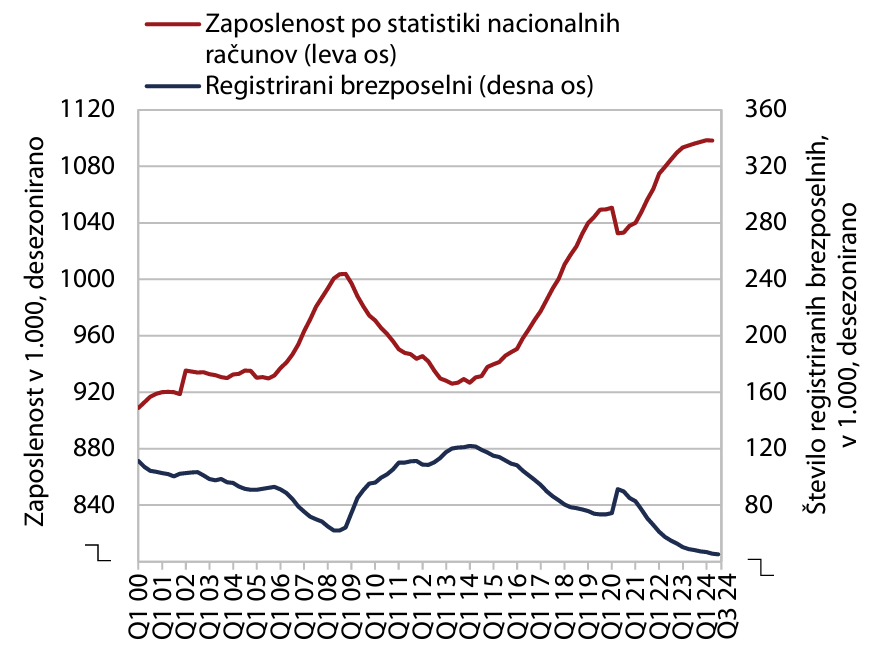 Zaposlenost po statistiki nacionalnih
računov (leva os)
Registrirani brezposelni (desna os)
Zaposlenost v 1.000, desezonirano
1120
1080
1040
1000
960
920
880
840
360
320
280
240
200
160
120
80
Število registriranih brezposelnih,
v 1.000, desezonirano
Q1 00
Q1 01
Q1 02
Q1 03
Q1 04
Q1 05
Q1 06
Q1 07
Q1 08
Q1 09
Q1 10
Q1 11
Q1 12
Q1 13
Q1 14
Q1 15
Q1 16
Q1 17
Q1 18
Q1 19
Q1 20
Q1 21
Q1 22
Q1 23
Q1 24
Q3 24